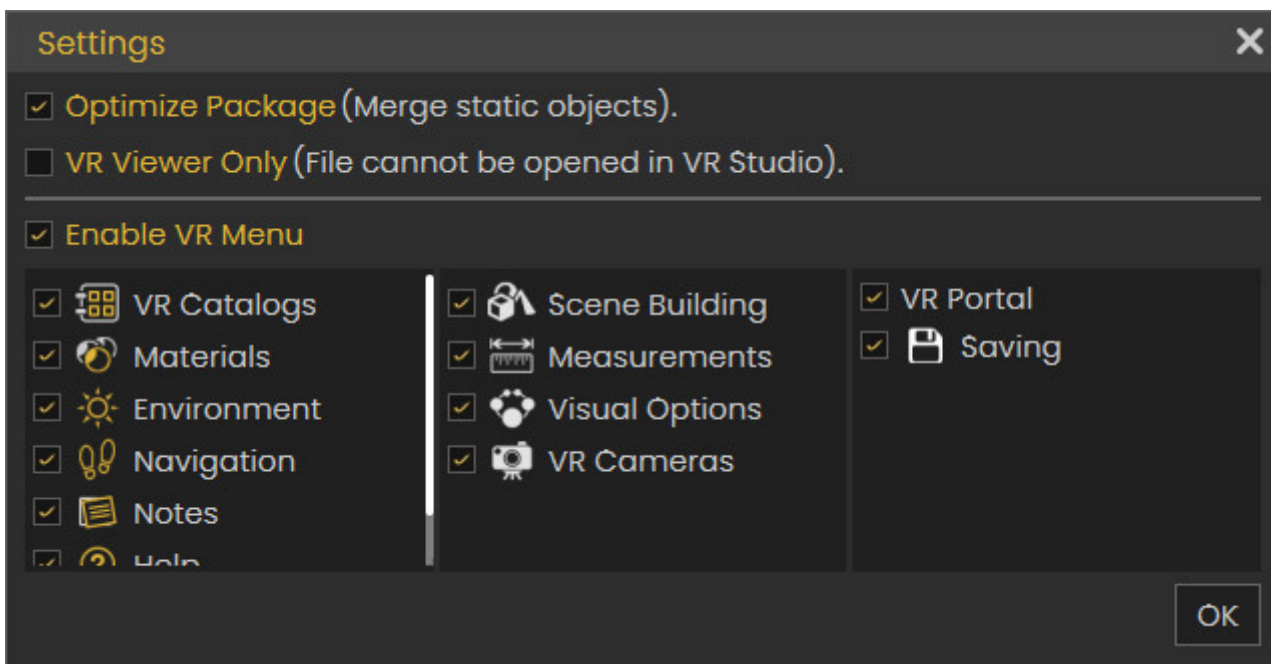 Settings
Optimize Package (Merge static objects).
VR Viewer Only (File cannot be opened in VR Studio).
Enable VR Menu
VR Catalogs
Materials
Environment
Navigation
Notes
Help
Scene Building
Measurements
Visual Options
VR Cameras
VR Portal
Saving
OK